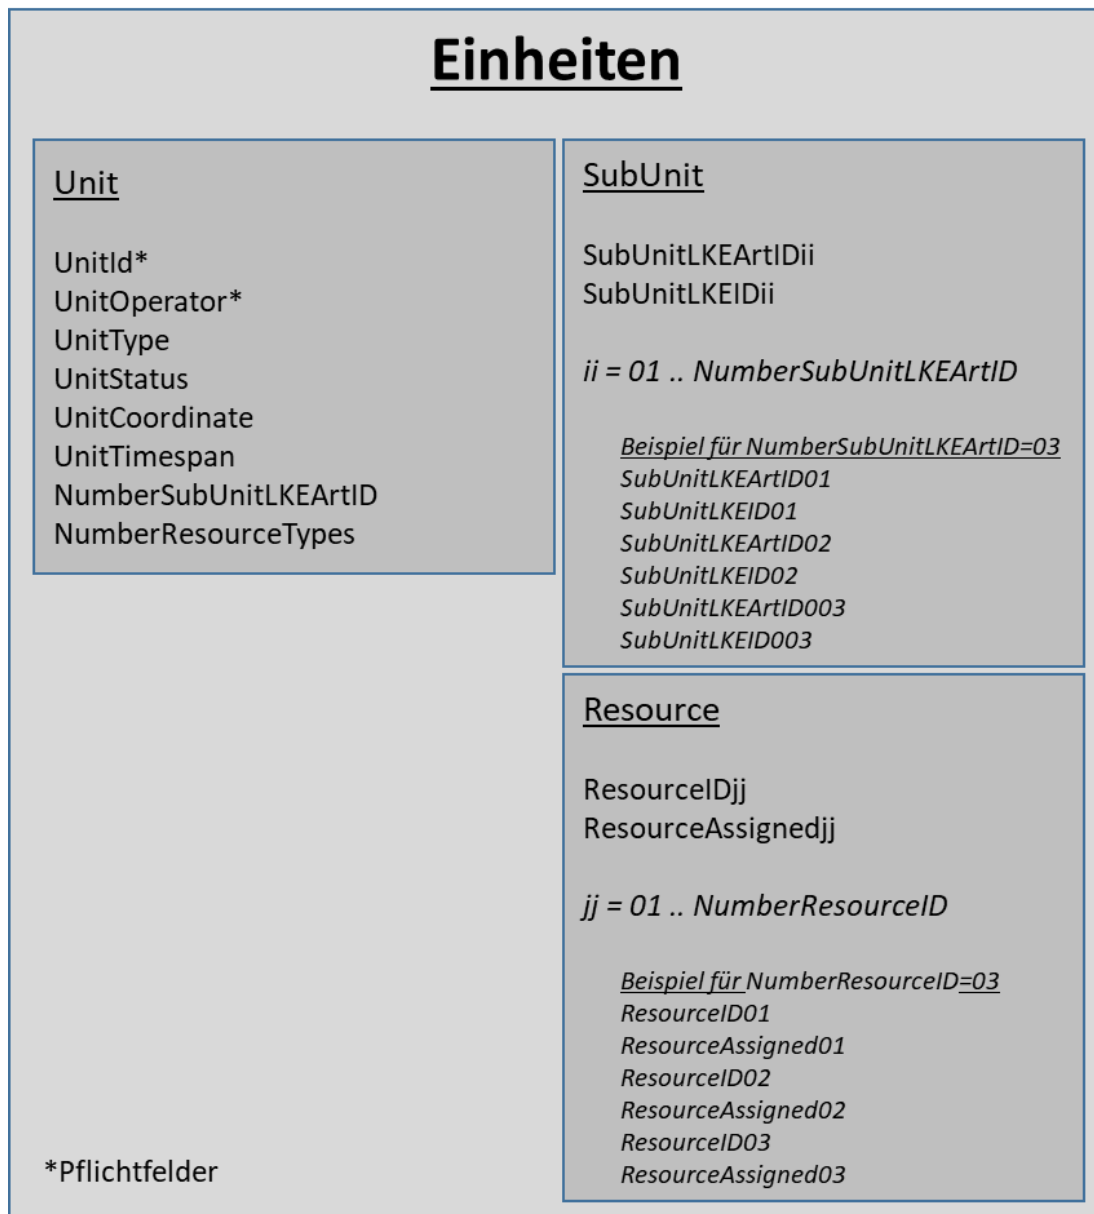 Einheiten
Unit
UnitId*
UnitOperator*
UnitType
UnitStatus
UnitCoordinate
UnitTimespan
NumberSubUnitLKEArtID
NumberResourceTypes
SubUnit
SubUnitLKEArtIDii
SubUnitLKEIDii
ii = 01 .. NumberSubUnitLKEArtID
Beispiel für NumberSubUnitLKEArtID=03
SubUnitLKEArtID01
SubUnitLKEID01
SubUnitLKEArtID02
SubUnitLKEID02
SubUnitLKEArtID003
SubUnitLKEID003
Resource
ResourceIDjj
ResourceAssignedjj
jj = 01 .. NumberResourceID
Beispiel für NumberResourceID=03
ResourceID01
ResourceAssigned01
ResourceID02
ResourceAssigned02
ResourceID03
ResourceAssigned03
*Pflichtfelder